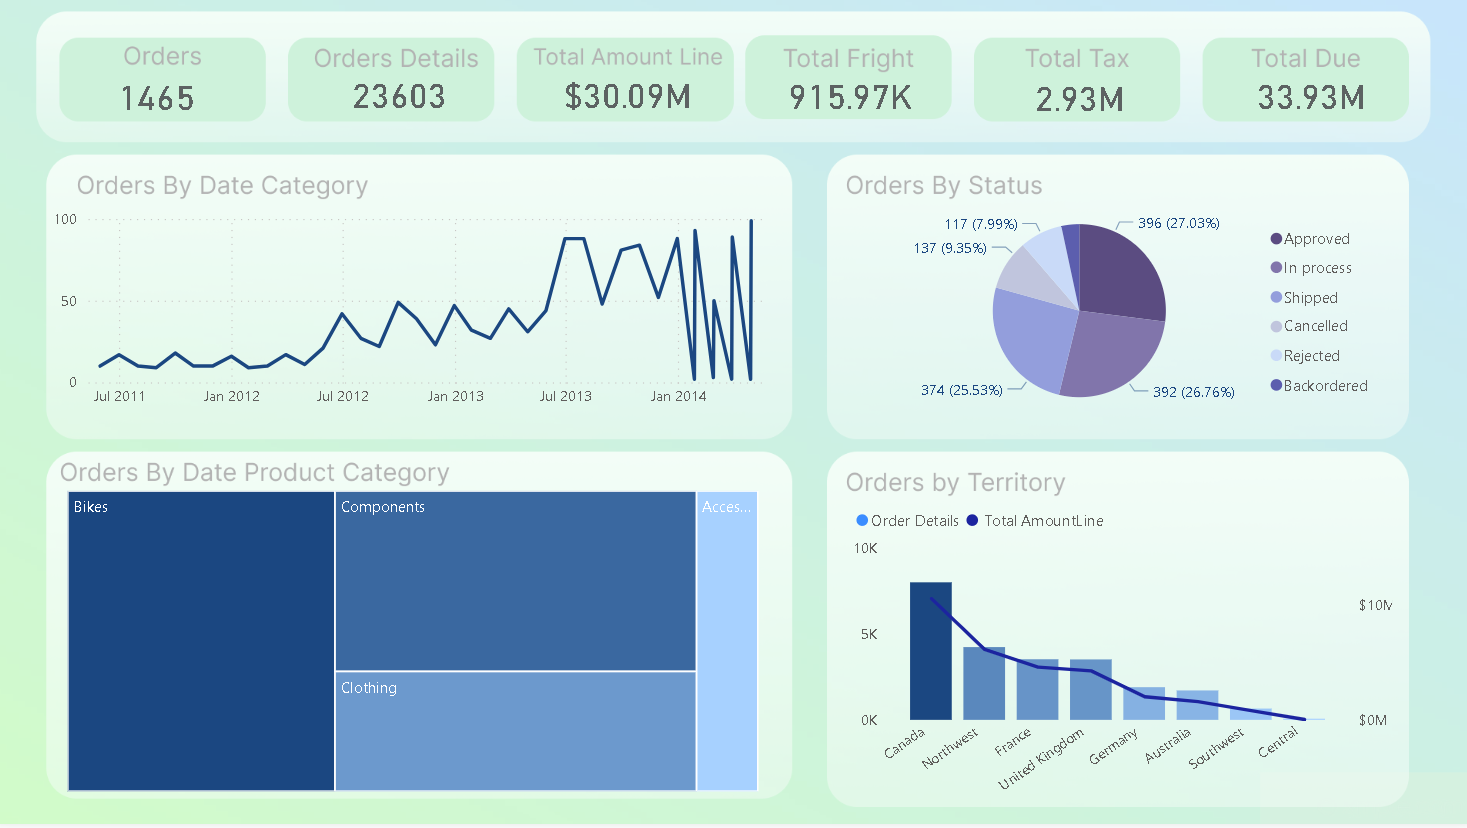 Orders
1465
Orders Details
23603
Total Amount Line
$30.09M
Total Fright
915.97K
Total Tax
2.93M
Total Due
33.93M
Orders By Date Category
100
50
0
Jul 2011
Jan 2012
Jul 2012
Jan 2013
Jul 2013
Jan 2014
Orders By Status
117 (7.99%)
396 (27.03%)
137 (9.35%)
374 (25.53%)
392 (26.76%)
Approved
In process
Shipped
Cancelled
Rejected
Backordered
Orders By Date Product Category
Bikes
Components
Acces...
Clothing
Orders by Territory
Order Details
Total AmountLine
10K
5K
0K
$10M
$0M
Canada
Northwest
France
United Kingdom
Germany
Australia
Southwest
Central